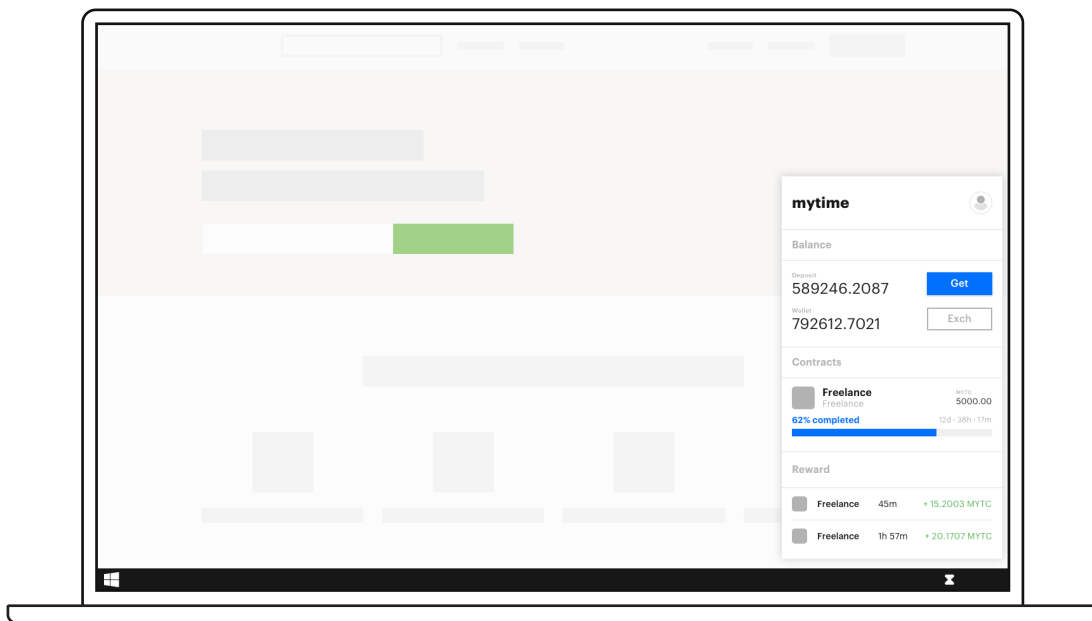 mytime
Balance
Deposit
589246.2087
Get
Wallet
792612.7021
Exch
Contracts
Freelance
Freelance
MYTC
5000.00
62% completed
12d · 38h · 17m
Reward
Freelance 45m + 15.2003 MYTC
Freelance 1h 57m + 20.1707 MYTC